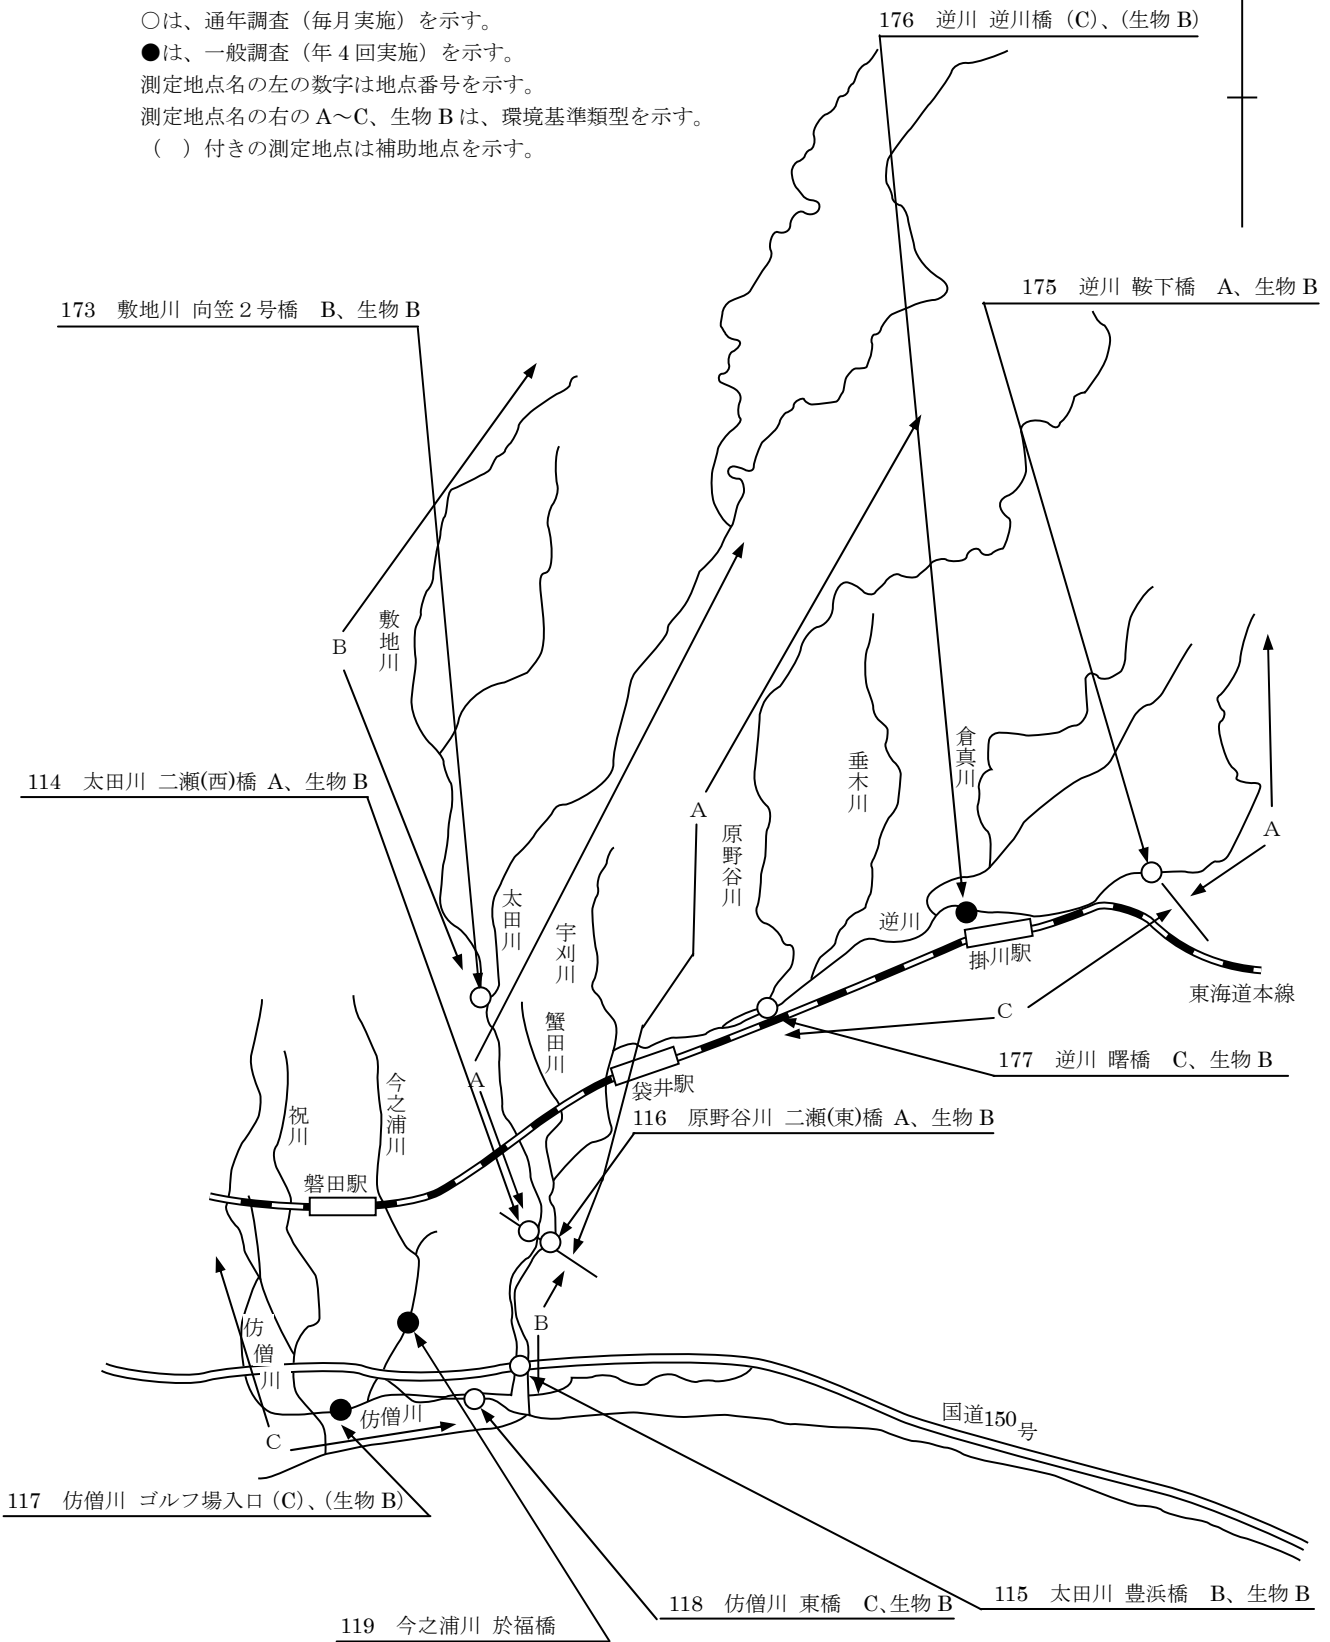 ○は、通年調査（毎月実施）を示す。
●は、一般調査（年４回実施）を示す。
測定地点名の左の数字は地点番号を示す。
測定地点名の右の A～C、生物 B は、環境基準類型を示す。
（　）付きの測定地点は補助地点を示す。
176　逆川 逆川橋（C）、（生物 B）
175　逆川 鞍下橋　A、生物 B
173　敷地川 向笠２号橋　B、生物 B
B
敷地川
114　太田川 二瀬(西)橋 A、生物 B
A
原野谷川
垂木川
倉真川
A
太田川
宇刈川
逆川
掛川駅
東海道本線
C
蟹田川
177　逆川 曙橋　C、生物 B
A
袋井駅
今之浦川
祝川
116　原野谷川 二瀬(東)橋 A、生物 B
磐田駅
B
仿僧川
仿僧川
C
国道150号
117　仿僧川 ゴルフ場入口（C）、（生物 B）
118　仿僧川 東橋　C、生物 B
115　太田川 豊浜橋　B、生物 B
119　今之浦川 於福橋